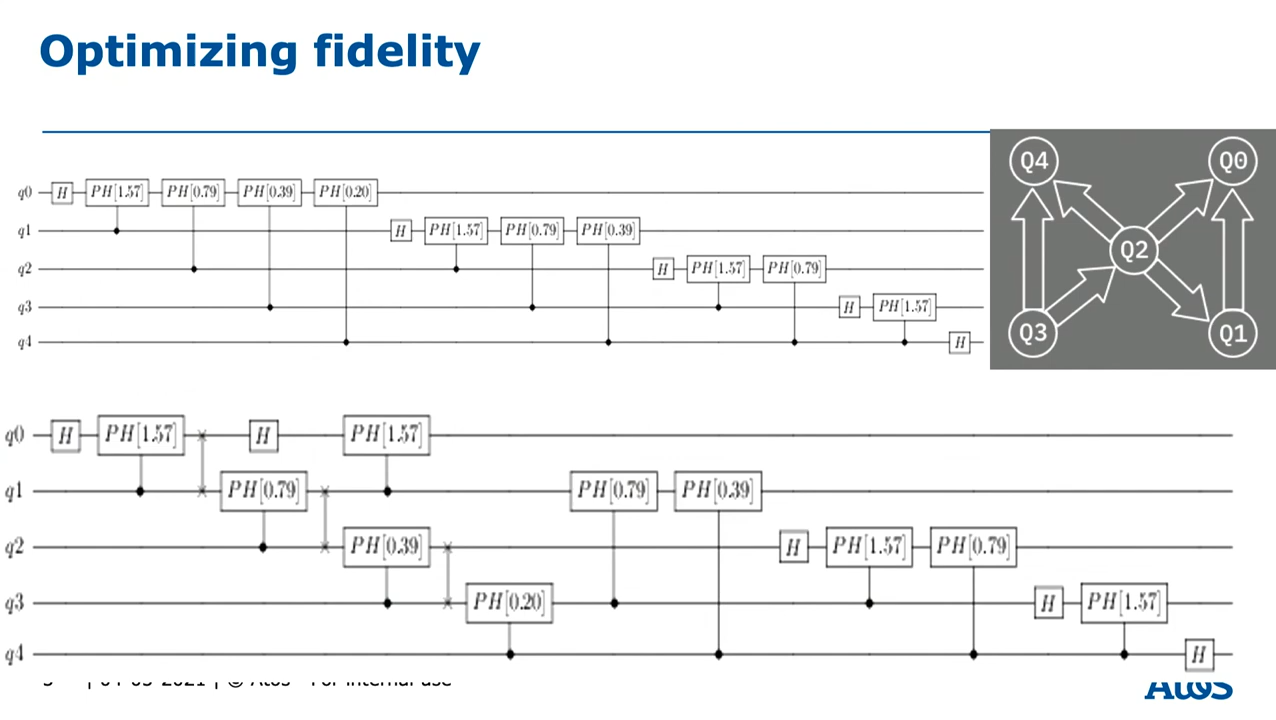 Optimizing fidelity
q0 H PH[1.57] PH[0.79] PH[0.39] PH[0.20]
q1 H PH[1.57] PH[0.79] PH[0.39]
q2 H PH[1.57] PH[0.79]
q3 H PH[1.57]
q4 H
Q4 Q0
Q2
Q3 Q1
q0 H PH[1.57] H PH[1.57]
q1 PH[0.79] PH[0.79] PH[0.39]
q2 PH[0.39] H PH[1.57] PH[0.79]
q3 PH[0.20] H PH[1.57]
q4 H
| 04-05-2021 | © Atos - For internal use
Atos